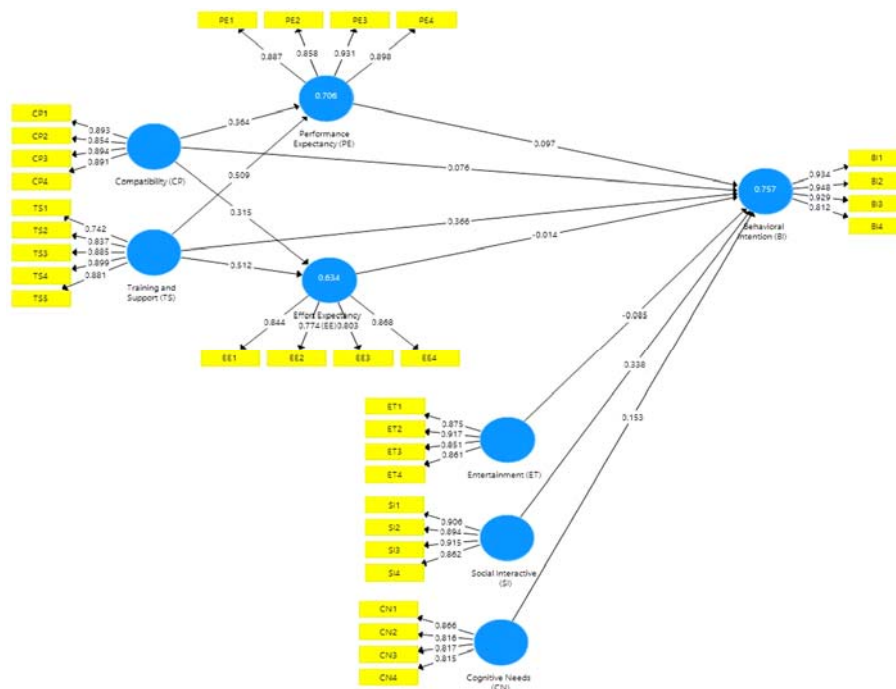 PE1
PE2
PE3
PE4
0.887
0.858
0.931
0.898
0.706
Performance
Expectancy (PE)
CP1
CP2
CP3
CP4
0.893
0.854
0.894
0.891
Compatibility (CP)
0.364
0.509
0.315
0.512
TS1
TS2
TS3
TS4
TS5
0.742
0.837
0.885
0.899
0.881
Training and
Support (TS)
0.097
0.076
0.366
-0.014
0.757
Behavioral
Intention (BI)
0.934
0.948
0.929
0.812
BI1
BI2
BI3
BI4
0.634
Effort Expectancy
(EE)
0.844
0.774
0.803
0.868
EE1
EE2
EE3
EE4
-0.085
0.338
0.153
ET1
ET2
ET3
ET4
0.875
0.917
0.851
0.861
Entertainment (ET)
SI1
SI2
SI3
SI4
0.906
0.894
0.915
0.862
Social Interactive
(SI)
CN1
CN2
CN3
CN4
0.866
0.816
0.817
0.815
Cognitive Needs
(CN)